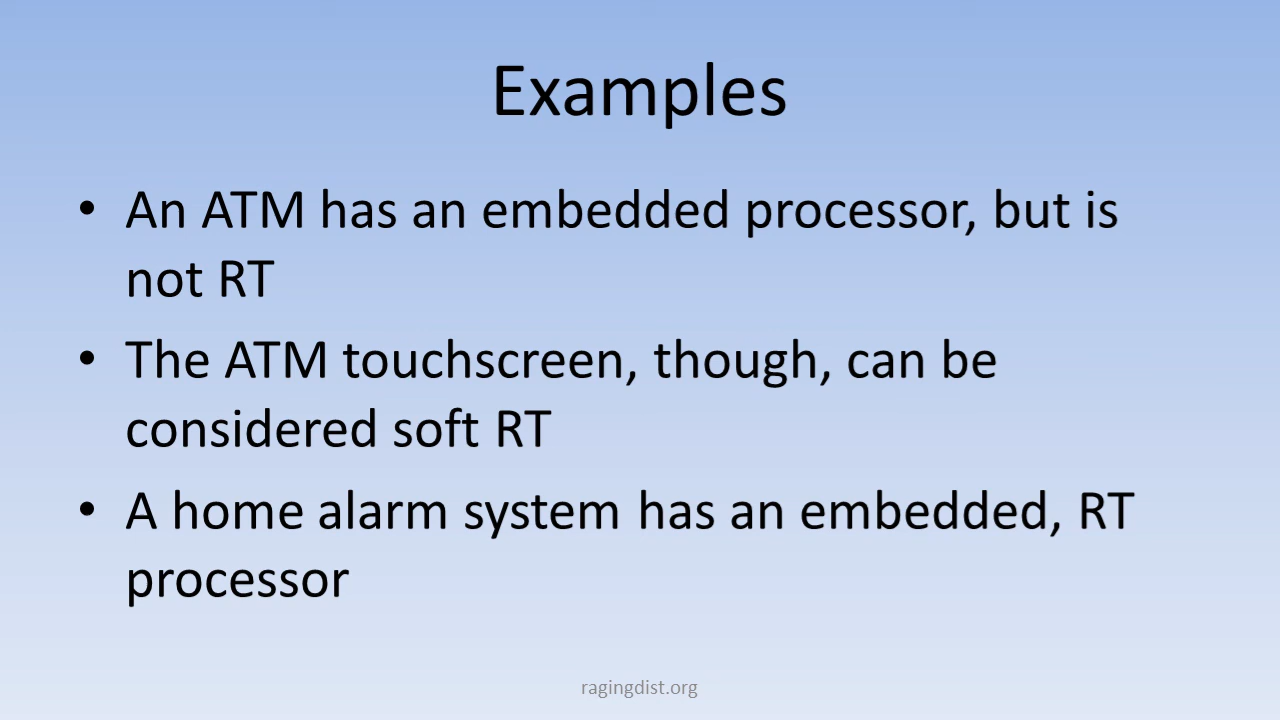 Examples
• An ATM has an embedded processor, but is
not RT
• The ATM touchscreen, though, can be
considered soft RT
• A home alarm system has an embedded, RT
processor
ragingdist.org